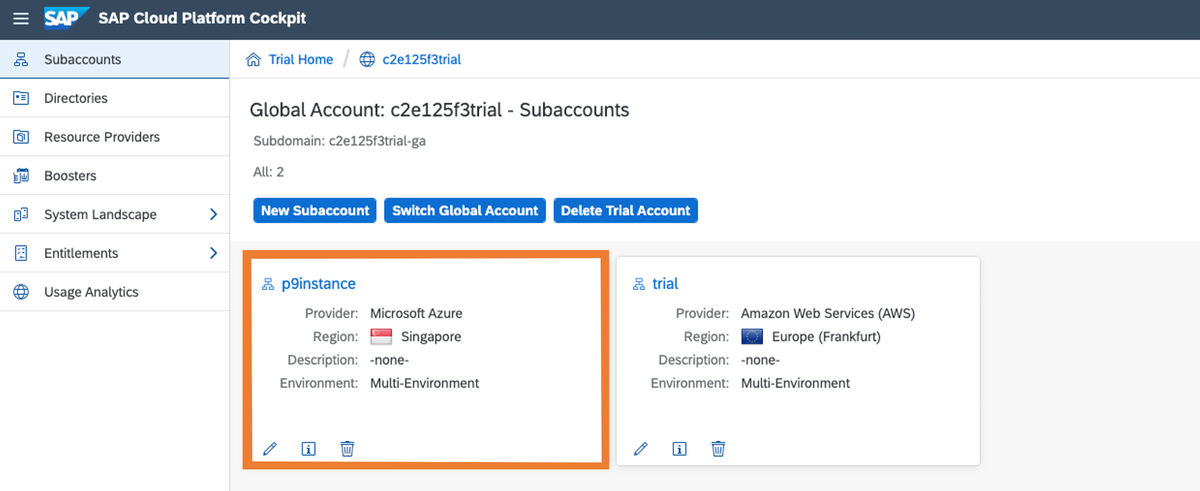 SAP SAP Cloud Platform Cockpit
Subaccounts
Directories
Resource Providers
Boosters
System Landscape
Entitlements
Usage Analytics
Trial Home / c2e125f3trial
Global Account: c2e125f3trial - Subaccounts
Subdomain: c2e125f3trial-ga
All: 2
New Subaccount Switch Global Account Delete Trial Account
p9instance
Provider: Microsoft Azure
Region: Singapore
Description: -none-
Environment: Multi-Environment
trial
Provider: Amazon Web Services (AWS)
Region: Europe (Frankfurt)
Description: -none-
Environment: Multi-Environment